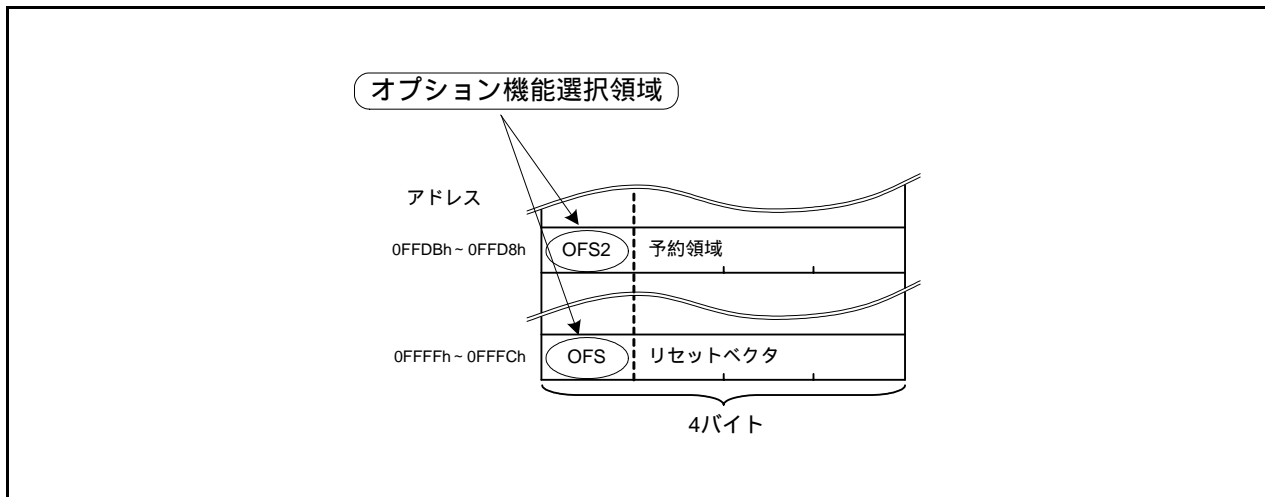 オプション機能選択領域
アドレス
0FFDBh ~ 0FFD8h OFS2 予約領域
0FFFFh ~ 0FFFCh OFS リセットベクタ
4バイト